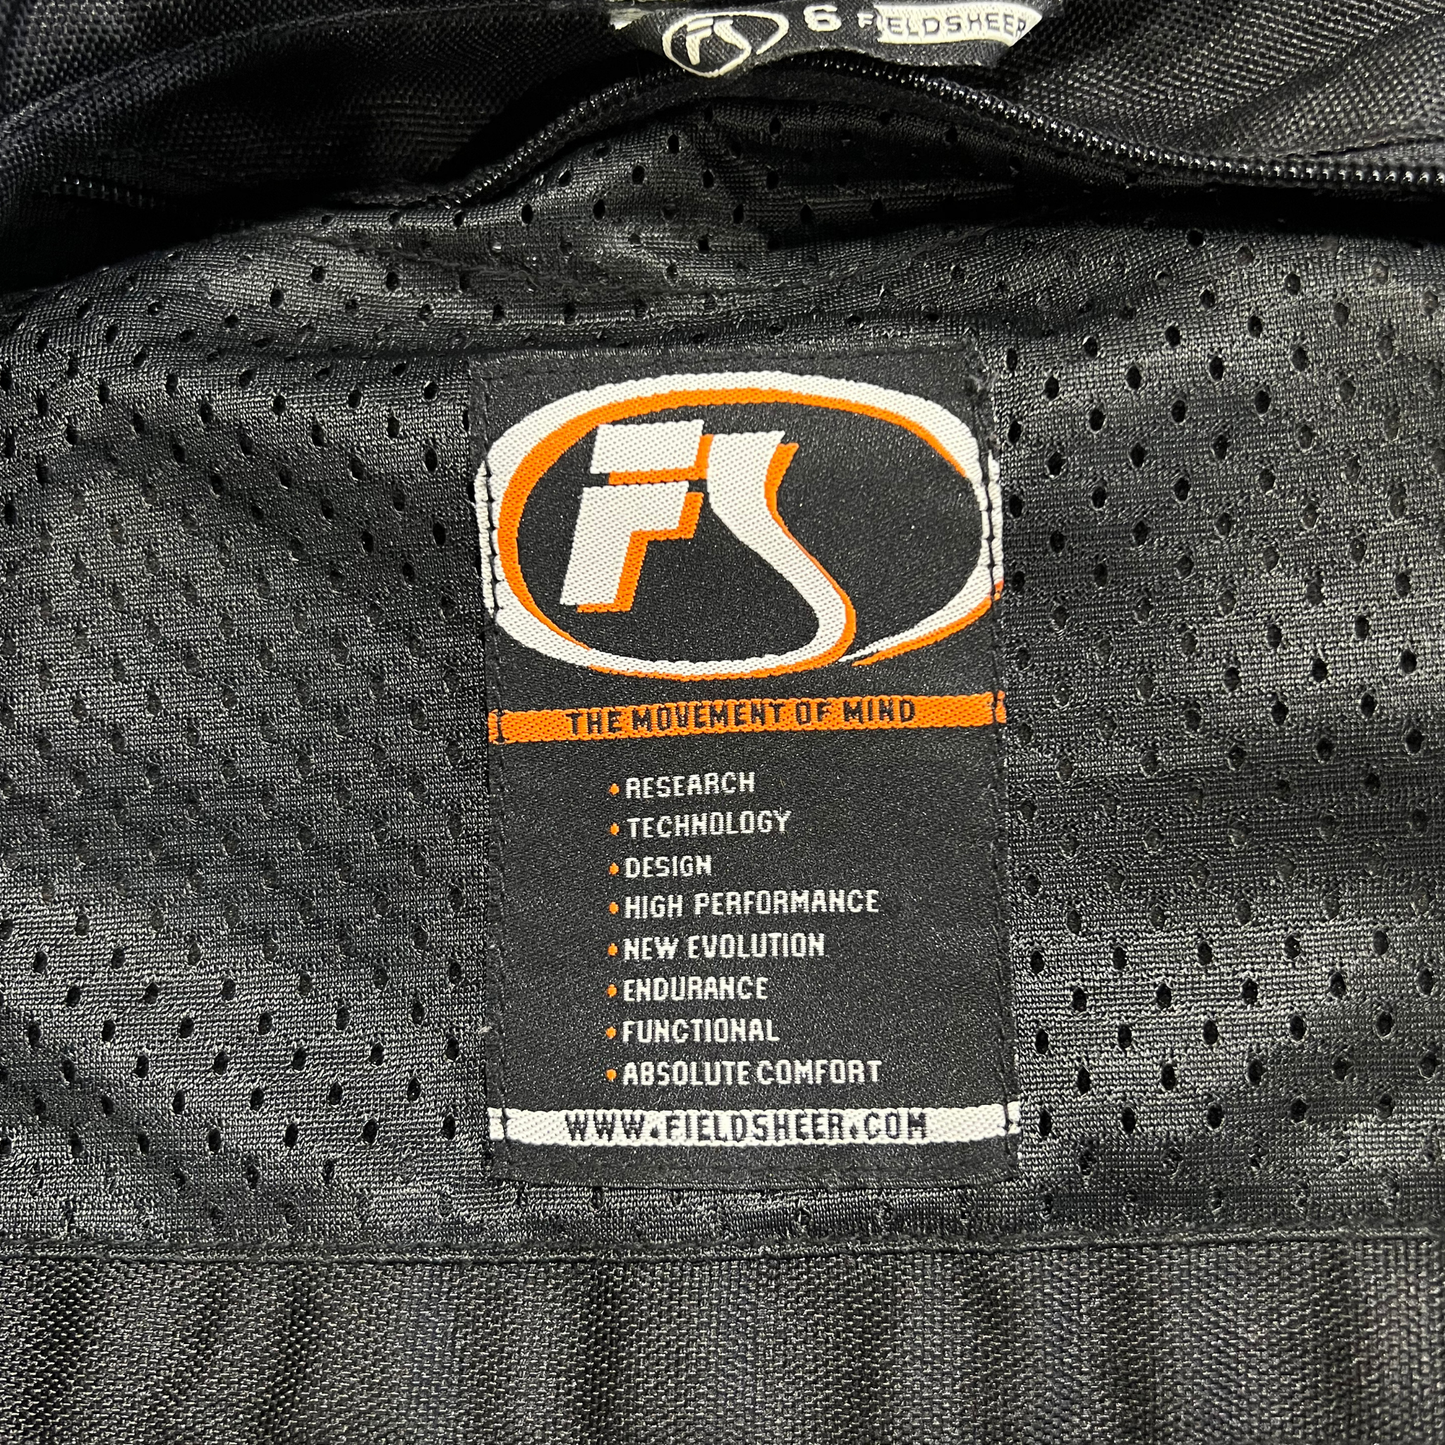 FS 6 FIELDSHEER
FS
THE MOVEMENT OF MIND
• RESEARCH
• TECHNOLOGY
• DESIGN
• HIGH PERFORMANCE
• NEW EVOLUTION
• ENDURANCE
• FUNCTIONAL
• ABSOLUTE COMFORT
WWW.FIELDSHEER.COM